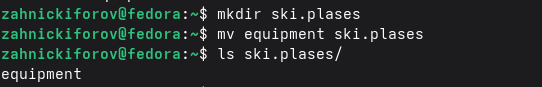 zahnickiforov@fedora:~$ mkdir ski.plases
zahnickiforov@fedora:~$ mv equipment ski.plases
zahnickiforov@fedora:~$ ls ski.plases/
equipment